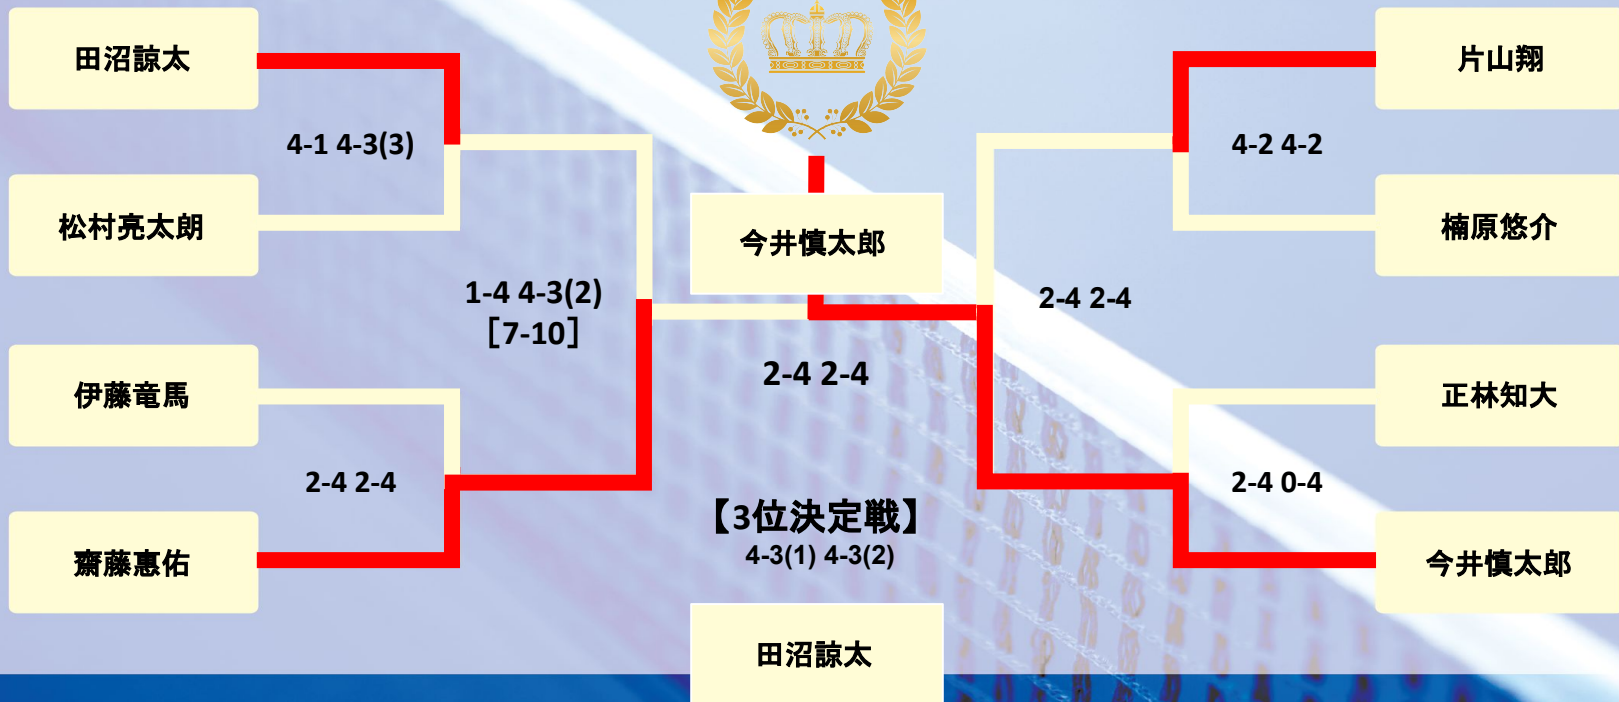 田沼諒太
4-1 4-3(3)
松村亮太朗
1-4 4-3(2)
［7-10］
伊藤竜馬
2-4 2-4
齋藤惠佑
今井慎太郎
2-4 2-4
【3位決定戦】
4-3(1) 4-3(2)
田沼諒太
片山翔
4-2 4-2
楠原悠介
2-4 2-4
正林知大
2-4 0-4
今井慎太郎